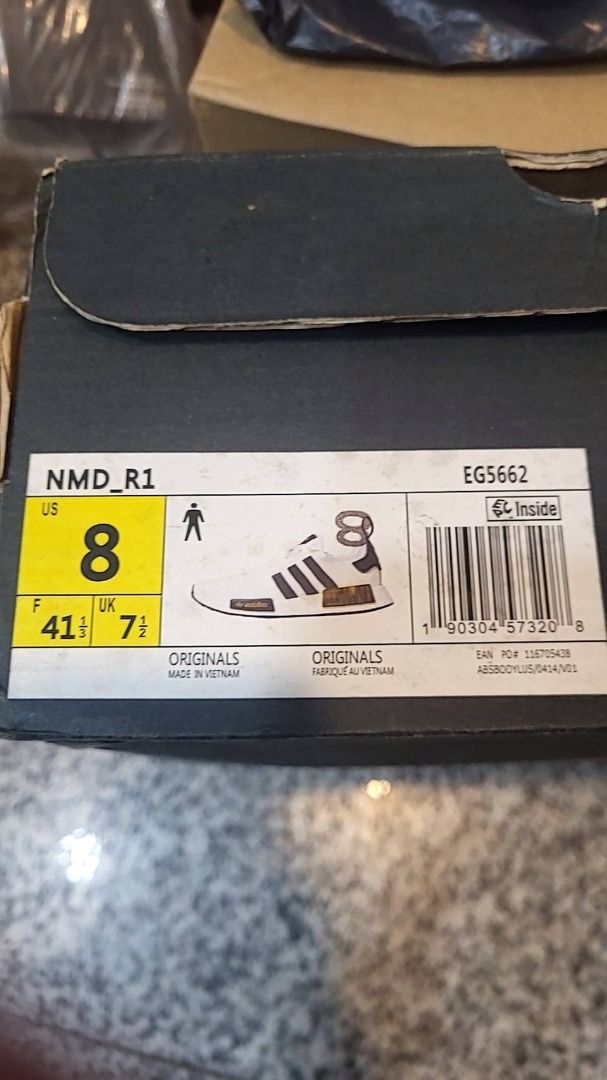 NMD_R1
EG5662
US
8
F 41 1/3
UK 7 1/2
Inside
1 90304 57320 8
ORIGINALS
MADE IN VIETNAM
ORIGINALS
FABRIQUÉ AU VIETNAM
EAN PO# 116705438
ABSBODYLUS/0414/V01